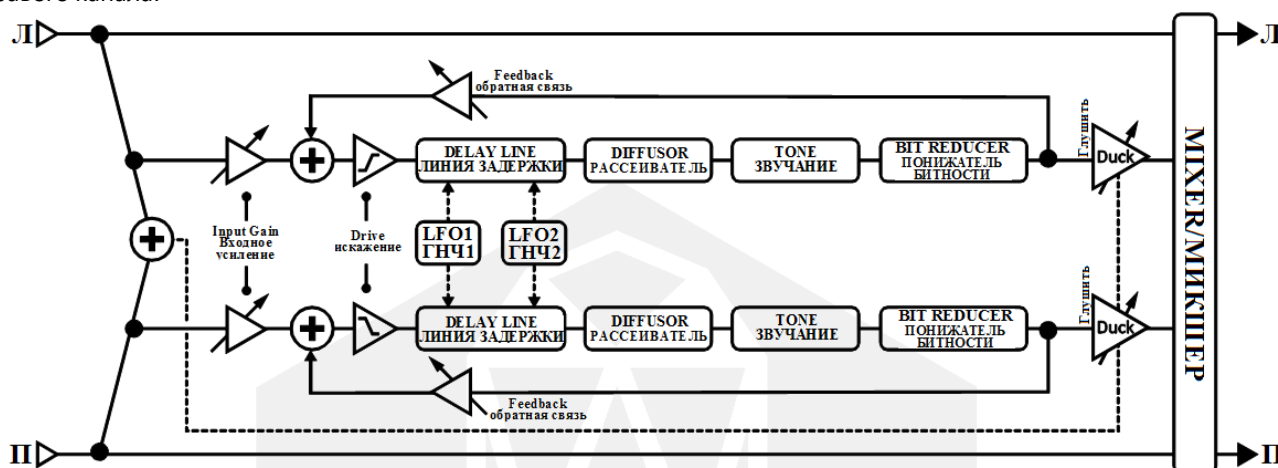 Л
Л
Feedback
обратная связь
Глушить
DELAY LINE
ЛИНИЯ ЗАДЕРЖКИ
DIFFUSOR
РАССЕИВАТЕЛЬ
TONE
ЗВУЧАНИЕ
BIT REDUCER
ПОНИЖАТЕЛЬ
БИТНОСТИ
Duck
MIXER/МИКШЕР
Input Gain
Входное
усиление
Drive
искажение
LFO1
ГНЧ1
LFO2
ГНЧ2
Глушить
DELAY LINE
ЛИНИЯ ЗАДЕРЖКИ
DIFFUSOR
РАССЕИВАТЕЛЬ
TONE
ЗВУЧАНИЕ
BIT REDUCER
ПОНИЖАТЕЛЬ
БИТНОСТИ
Duck
Feedback
обратная связь
П
П